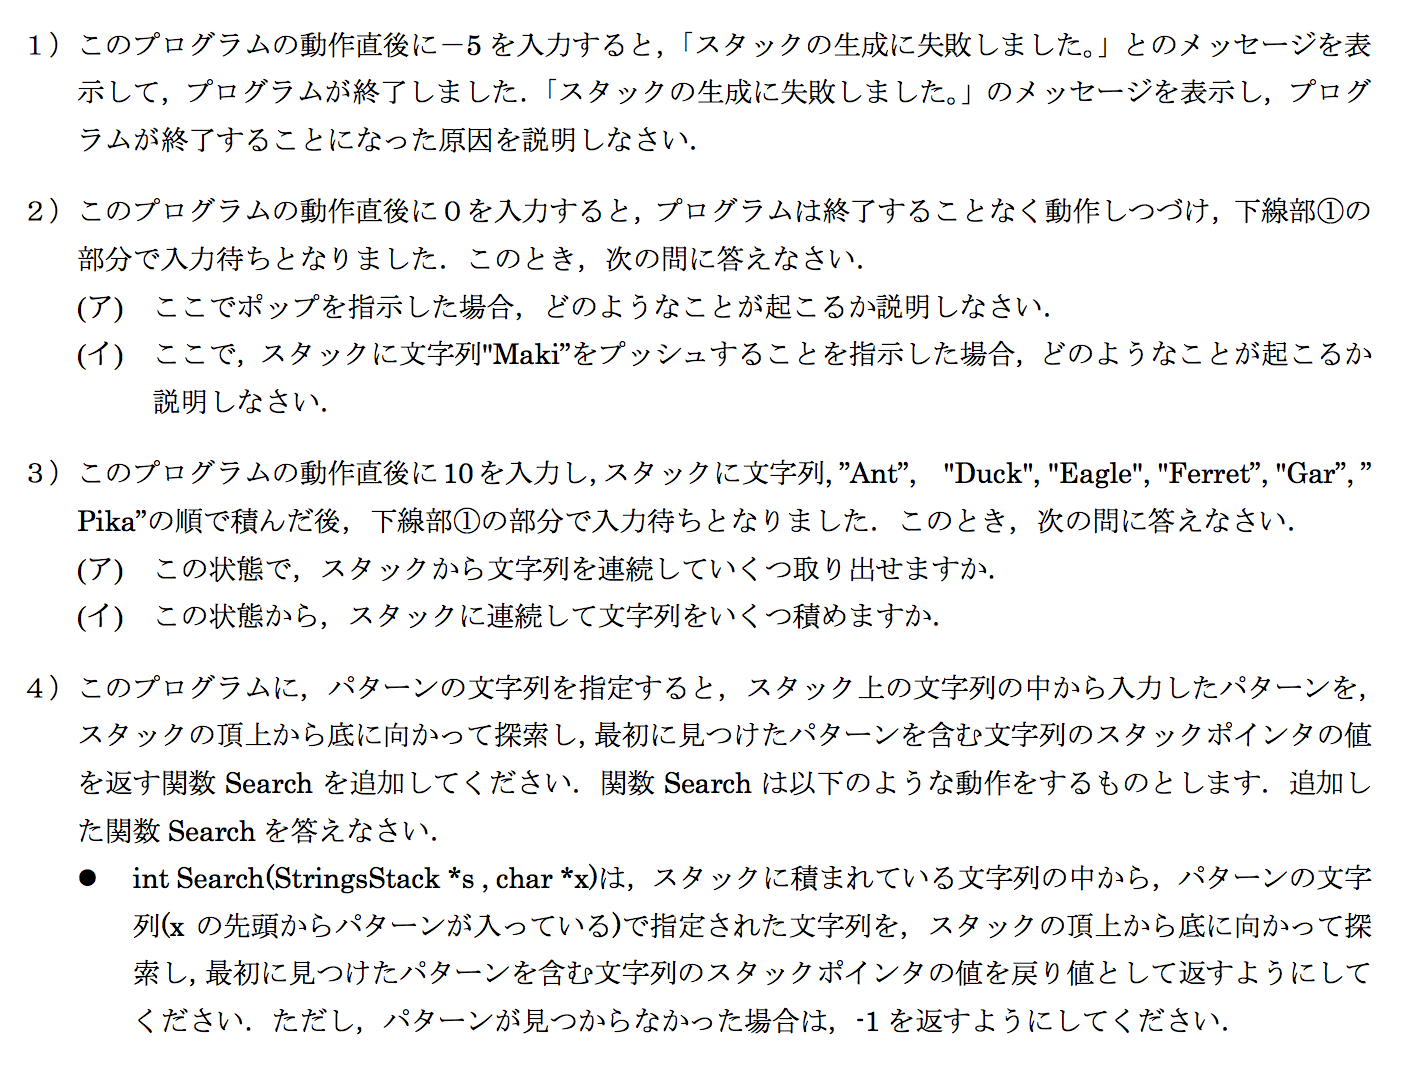 １）このプログラムの動作直後に－5 を入力すると，「スタックの生成に失敗しました。」とのメッセージを表
示して，プログラムが終了しました．「スタックの生成に失敗しました。」のメッセージを表示し，プログ
ラムが終了することになった原因を説明しなさい．
２）このプログラムの動作直後に０を入力すると，プログラムは終了することなく動作しつづけ，下線部①の
部分で入力待ちとなりました．このとき，次の問に答えなさい．
(ア) ここでポップを指示した場合，どのようなことが起こるか説明しなさい．
(イ) ここで，スタックに文字列"Maki”をプッシュすることを指示した場合，どのようなことが起こるか
説明しなさい．
３）このプログラムの動作直後に 10 を入力し，スタックに文字列, ”Ant”, "Duck", "Eagle", "Ferret”, "Gar”, ”
Pika”の順で積んだ後，下線部①の部分で入力待ちとなりました．このとき，次の問に答えなさい．
(ア) この状態で，スタックから文字列を連続していくつ取り出せますか．
(イ) この状態から，スタックに連続して文字列をいくつ積めますか．
４）このプログラムに，パターンの文字列を指定すると，スタック上の文字列の中から入力したパターンを，
スタックの頂上から底に向かって探索し，最初に見つけたパターンを含む文字列のスタックポインタの値
を返す関数 Search を追加してください．関数 Search は以下のような動作をするものとします．追加し
た関数 Search を答えなさい．
● int Search(StringsStack *s , char *x)は，スタックに積まれている文字列の中から，パターンの文字
列(x の先頭からパターンが入っている)で指定された文字列を，スタックの頂上から底に向かって探
索し，最初に見つけたパターンを含む文字列のスタックポインタの値を戻り値として返すようにして
ください．ただし，パターンが見つからなかった場合は，-1 を返すようにしてください．